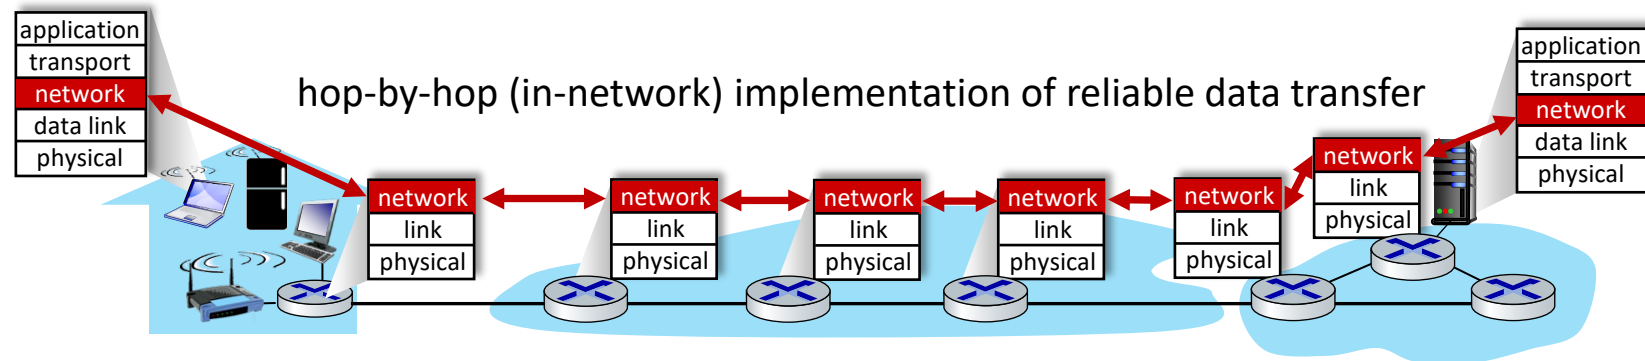 application
transport
network
data link
physical
hop-by-hop (in-network) implementation of reliable data transfer
network
link
physical
network
link
physical
network
link
physical
network
link
physical
network
link
physical
network
link
physical
application
transport
network
data link
physical